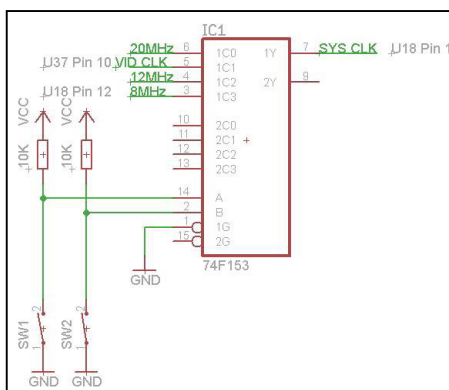 IC1
20MHz 6 1C0 1Y 7 SYS CLK U18 Pin 1
U37 Pin 10 VID CLK 5 1C1
12MHz 4 1C2 2Y 9
U18 Pin 12 8MHz 3 1C3
VCC VCC
10 2C0
11 2C1
12 2C2
13 2C3
10K 10K
14 A
2 B
1 1G
15 2G
74F153
GND
SW1 2 1 SW2 2 1
GND GND